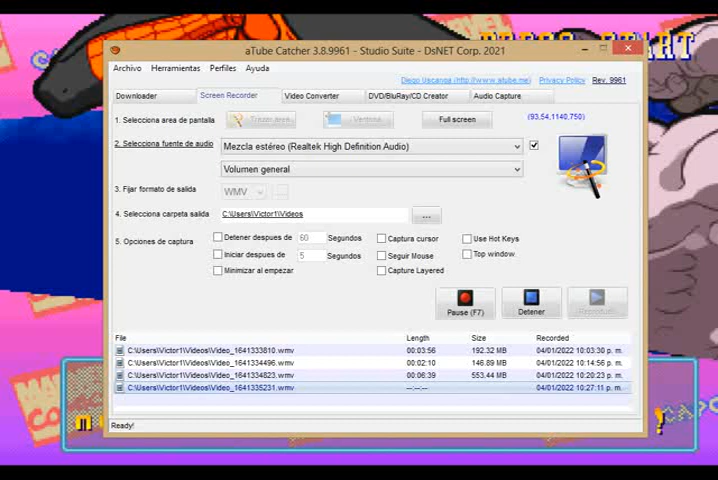 START
aTube Catcher 3.8.9961 - Studio Suite - DsNET Corp. 2021
Archivo Herramientas Perfiles Ayuda
Diego Uscanga (http://www.atube.me) Privacy Policy Rev. 9961
Downloader Screen Recorder Video Converter DVD/BluRay/CD Creator Audio Capture
1. Selecciona area de pantalla Trazar area Ventana Full screen (93,54,1140,750)
2. Selecciona fuente de audio Mezcla estéreo (Realtek High Definition Audio)
Volumen general
3. Fijar formato de salida WMV ...
4. Selecciona carpeta salida C:\Users\Victor1\Videos ...
5. Opciones de captura Detener despues de 60 Segundos Captura cursor Use Hot Keys
Iniciar despues de 5 Segundos Seguir Mouse Top window
Minimizar al empezar Capture Layered
Pause (F7) Detener
File Length Size Recorded
C:\Users\Victor1\Videos\Video_1641333810.wmv 00:03:56 192.32 MB 04/01/2022 10:03:30 p. m.
C:\Users\Victor1\Videos\Video_1641334496.wmv 00:02:10 146.89 MB 04/01/2022 10:14:56 p. m.
C:\Users\Victor1\Videos\Video_1641334823.wmv 00:06:39 553.44 MB 04/01/2022 10:20:23 p. m.
C:\Users\Victor1\Videos\Video_1641335231.wmv --:--:-- 04/01/2022 10:27:11 p. m.
Ready!